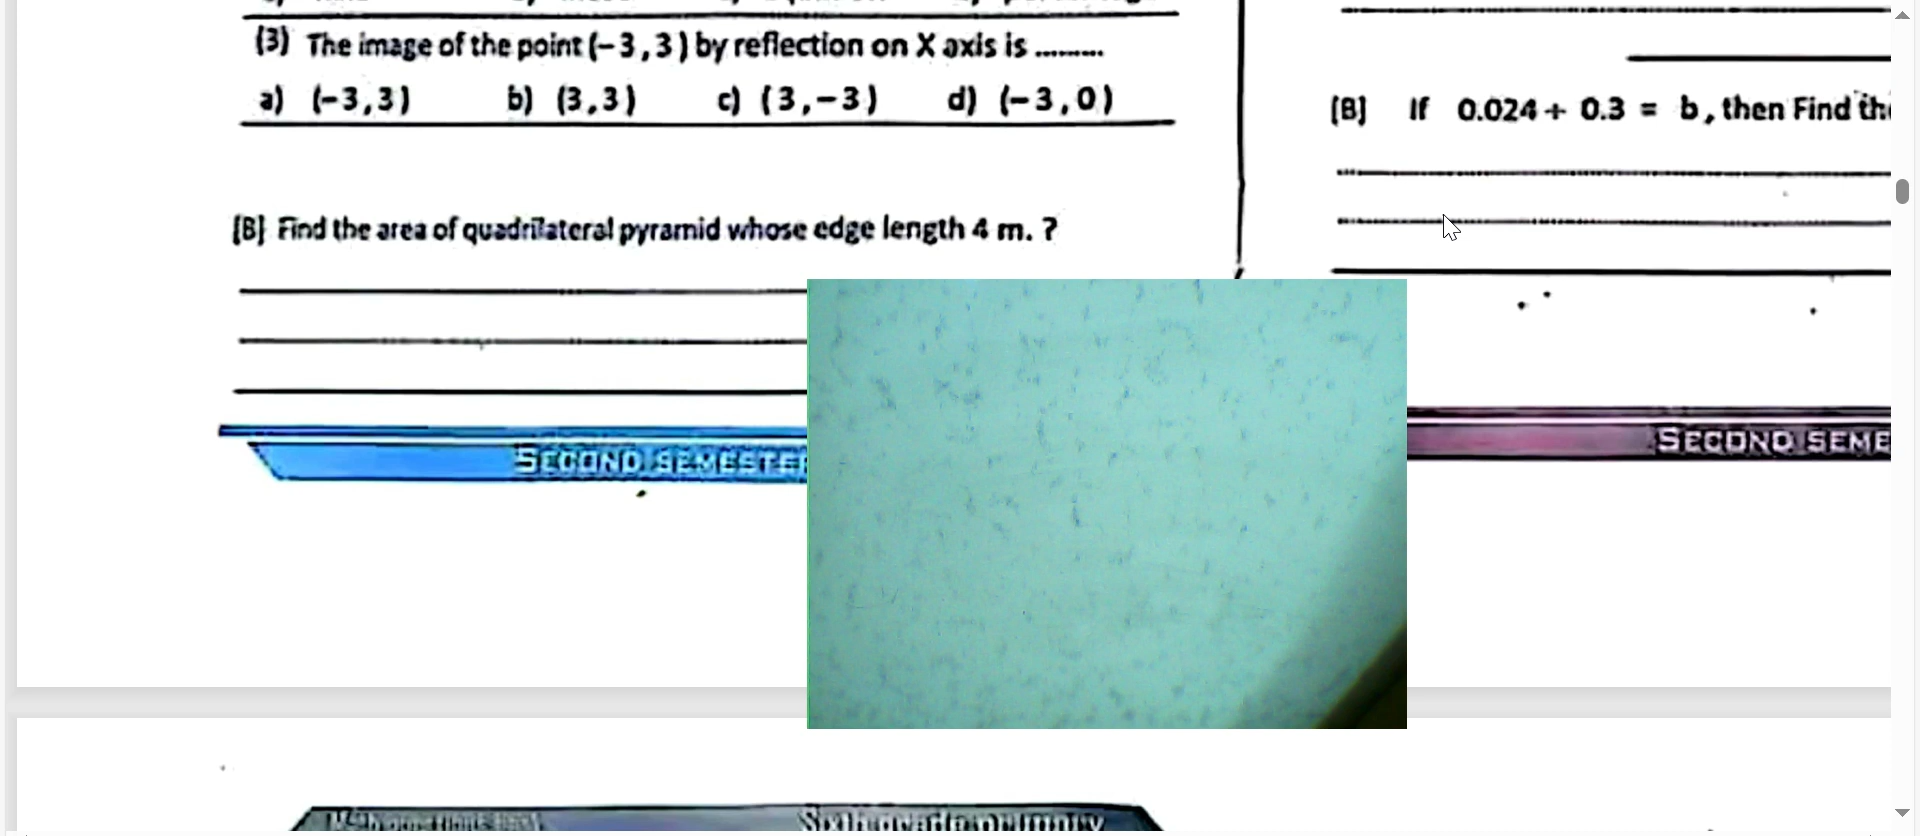 (3) The image of the point (-3,3) by reflection on X axis is .........
a) (-3,3) b) (3,3) c) (3,-3) d) (-3,0)
[B] Find the area of quadrilateral pyramid whose edge length 4 m. ?
SECOND SEMESTER
[B] If 0.024 ÷ 0.3 = b, then Find the
SECOND SEME